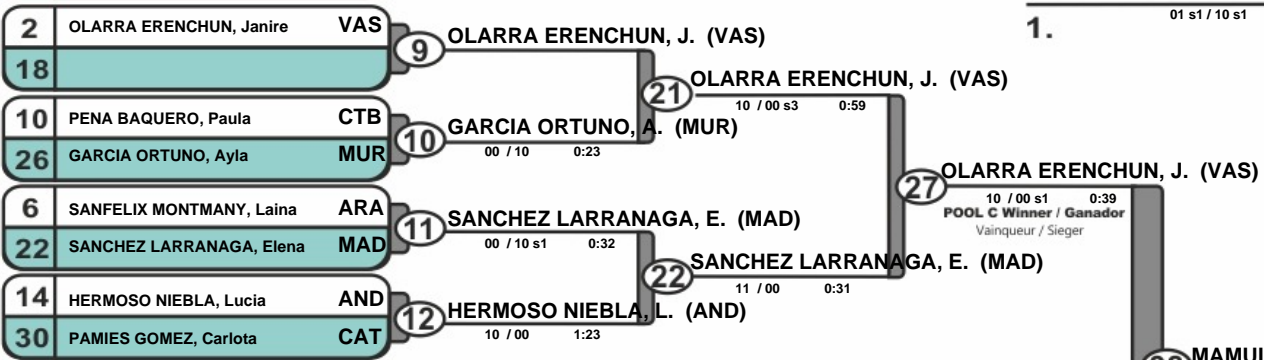 01 s1 / 10 s1
1.
2 OLARRA ERENCHUN, Janire VAS
18
9 OLARRA ERENCHUN, J. (VAS)
21 OLARRA ERENCHUN, J. (VAS)
10 / 00 s3 0:59
10 PENA BAQUERO, Paula CTB
26 GARCIA ORTUNO, Ayla MUR
10 GARCIA ORTUNO, A. (MUR)
00 / 10 0:23
27 OLARRA ERENCHUN, J. (VAS)
10 / 00 s1 0:39
POOL C Winner / Ganador
Vainqueur / Sieger
6 SANFELIX MONTMANY, Laina ARA
22 SANCHEZ LARRANAGA, Elena MAD
11 SANCHEZ LARRANAGA, E. (MAD)
00 / 10 s1 0:32
22 SANCHEZ LARRANAGA, E. (MAD)
11 / 00 0:31
14 HERMOSO NIEBLA, Lucia AND
30 PAMIES GOMEZ, Carlota CAT
12 HERMOSO NIEBLA, L. (AND)
10 / 00 1:23
MAMUL